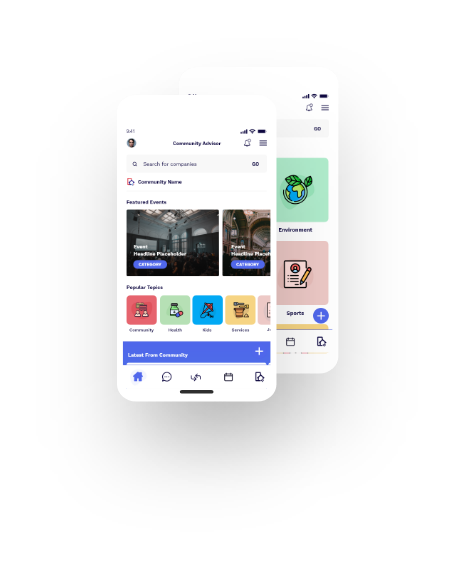 9:41
Community Advisor
Search for companies GO
Community Name
Featured Events
Event
Headline Placeholder
CATEGORY
Event
Headline Placeh
CATEGORY
Popular Topics
Community Health Kids Services
Latest From Community
GO
Environment
Sports